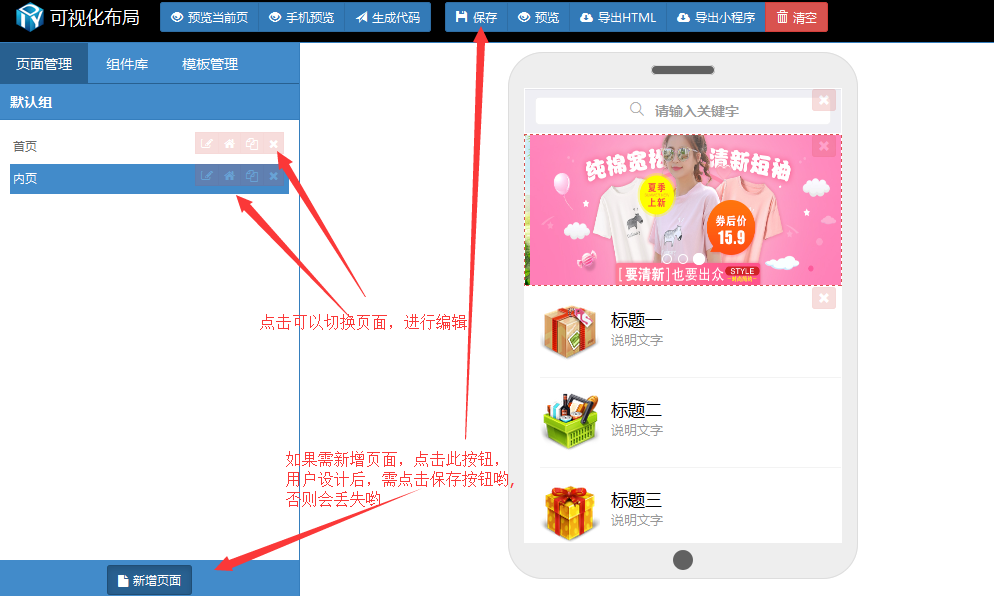 可视化布局
预览当前页 手机预览 生成代码 保存 预览 导出HTML 导出小程序 清空
页面管理 组件库 模板管理
默认组
首页
内页
点击可以切换页面，进行编辑
如果需新增页面，点击此按钮，
用户设计后，需点击保存按钮哟,
否则会丢失哟
新增页面
请输入关键字
纯棉宽松 清新短袖
夏季
上新
券后价
15.9
[要清新]也要出众 STYLE
标题一
说明文字
标题二
说明文字
标题三
说明文字